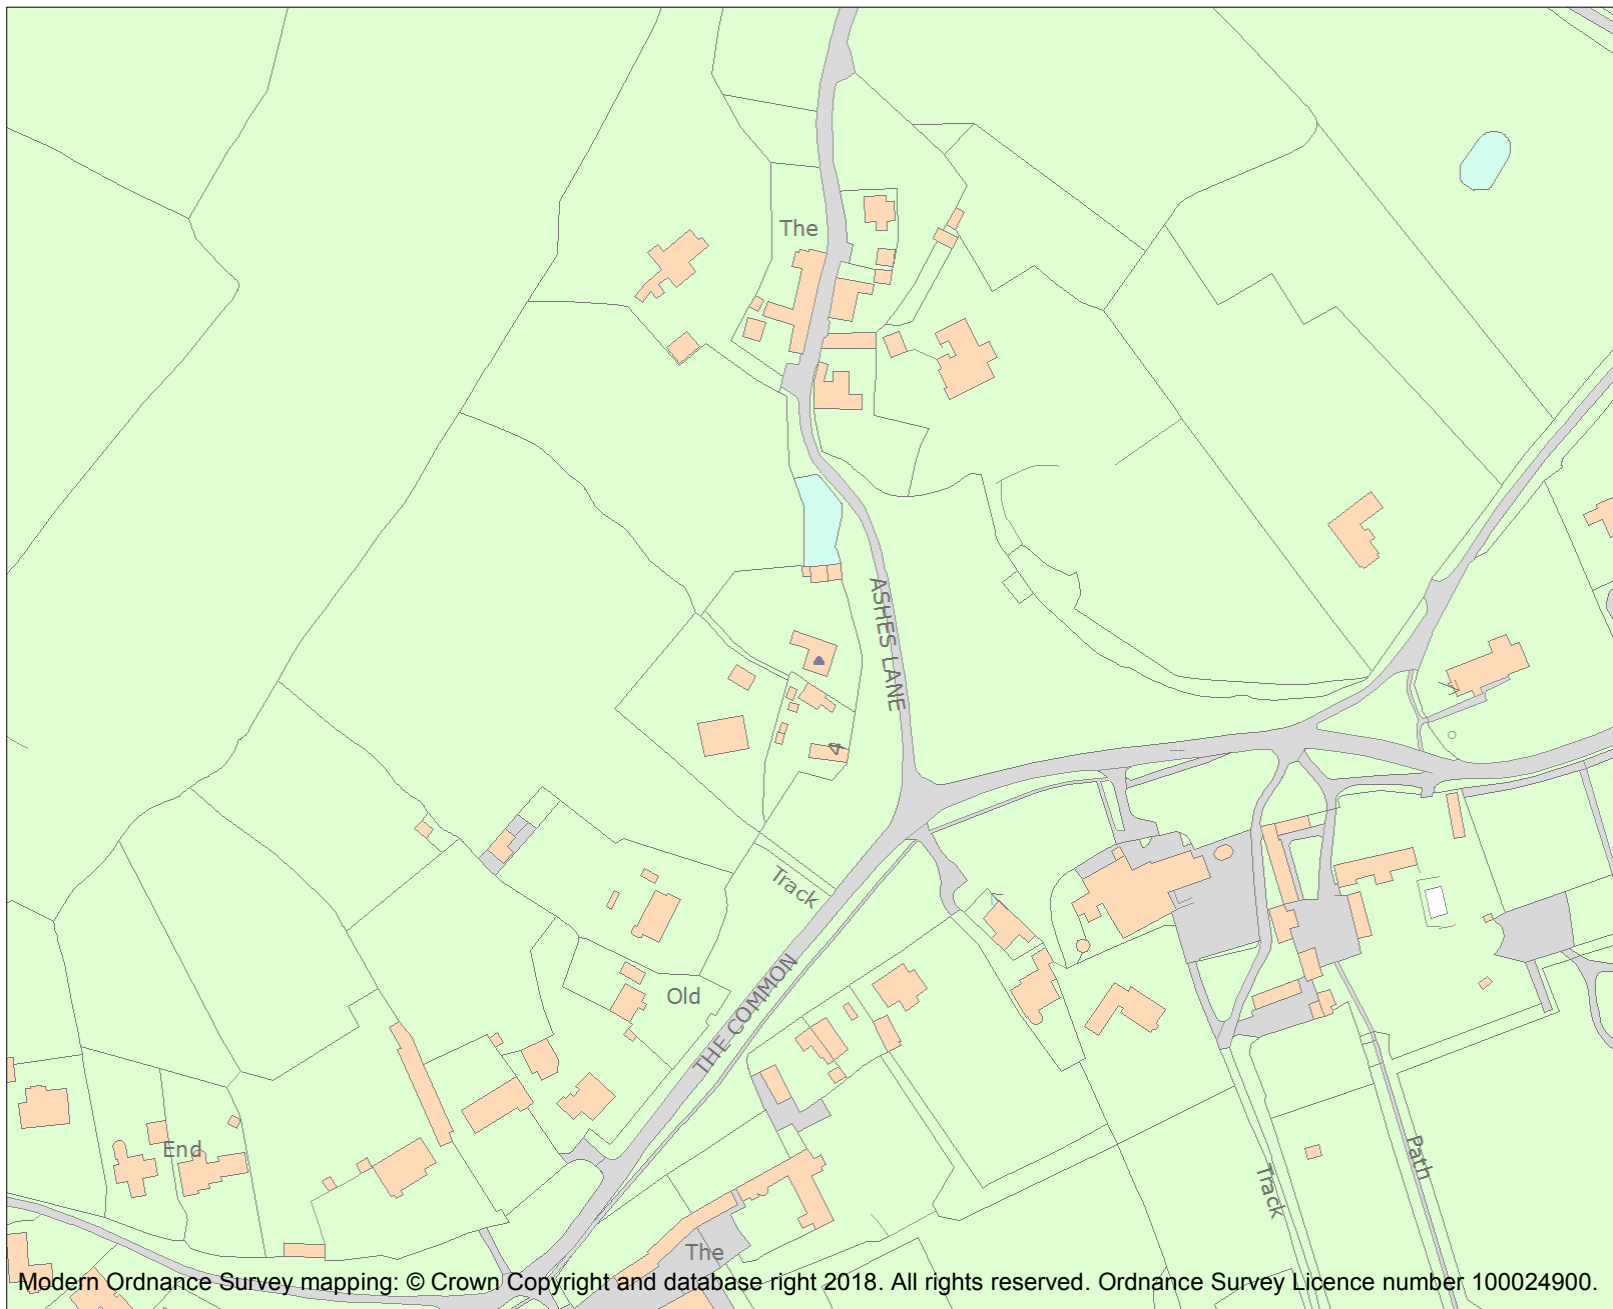 The
ASHES LANE
4
Track
THE COMMON
Old
End
Path
Track
The
Modern Ordnance Survey mapping: © Crown Copyright and database right 2018. All rights reserved. Ordnance Survey Licence number 100024900.